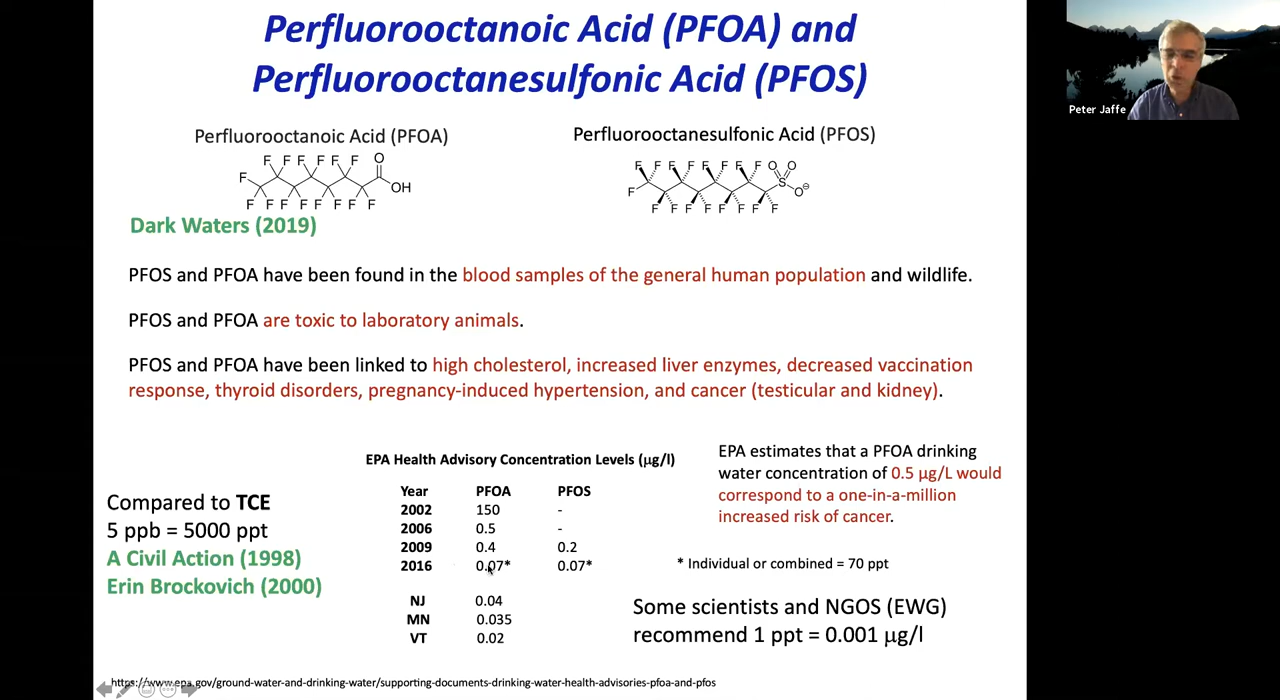 Perfluorooctanoic Acid (PFOA) and
Perfluorooctanesulfonic Acid (PFOS)
Peter Jaffe
Perfluorooctanoic Acid (PFOA)
Perfluorooctanesulfonic Acid (PFOS)
F F F F F F O
F F F F F F F O O
F
OH
S
F
O⊖
F F F F F F F
F F F F F F F F
Dark Waters (2019)
PFOS and PFOA have been found in the blood samples of the general human population and wildlife.
PFOS and PFOA are toxic to laboratory animals.
PFOS and PFOA have been linked to high cholesterol, increased liver enzymes, decreased vaccination
response, thyroid disorders, pregnancy-induced hypertension, and cancer (testicular and kidney).
Compared to TCE
5 ppb = 5000 ppt
A Civil Action (1998)
Erin Brockovich (2000)
EPA Health Advisory Concentration Levels (µg/l)
Year PFOA PFOS
2002 150 -
2006 0.5 -
2009 0.4 0.2
2016 0.07* 0.07*
NJ 0.04
MN 0.035
VT 0.02
EPA estimates that a PFOA drinking
water concentration of 0.5 µg/L would
correspond to a one-in-a-million
increased risk of cancer.
* Individual or combined = 70 ppt
Some scientists and NGOS (EWG)
recommend 1 ppt = 0.001 µg/l
https://www.epa.gov/ground-water-and-drinking-water/supporting-documents-drinking-water-health-advisories-pfoa-and-pfos